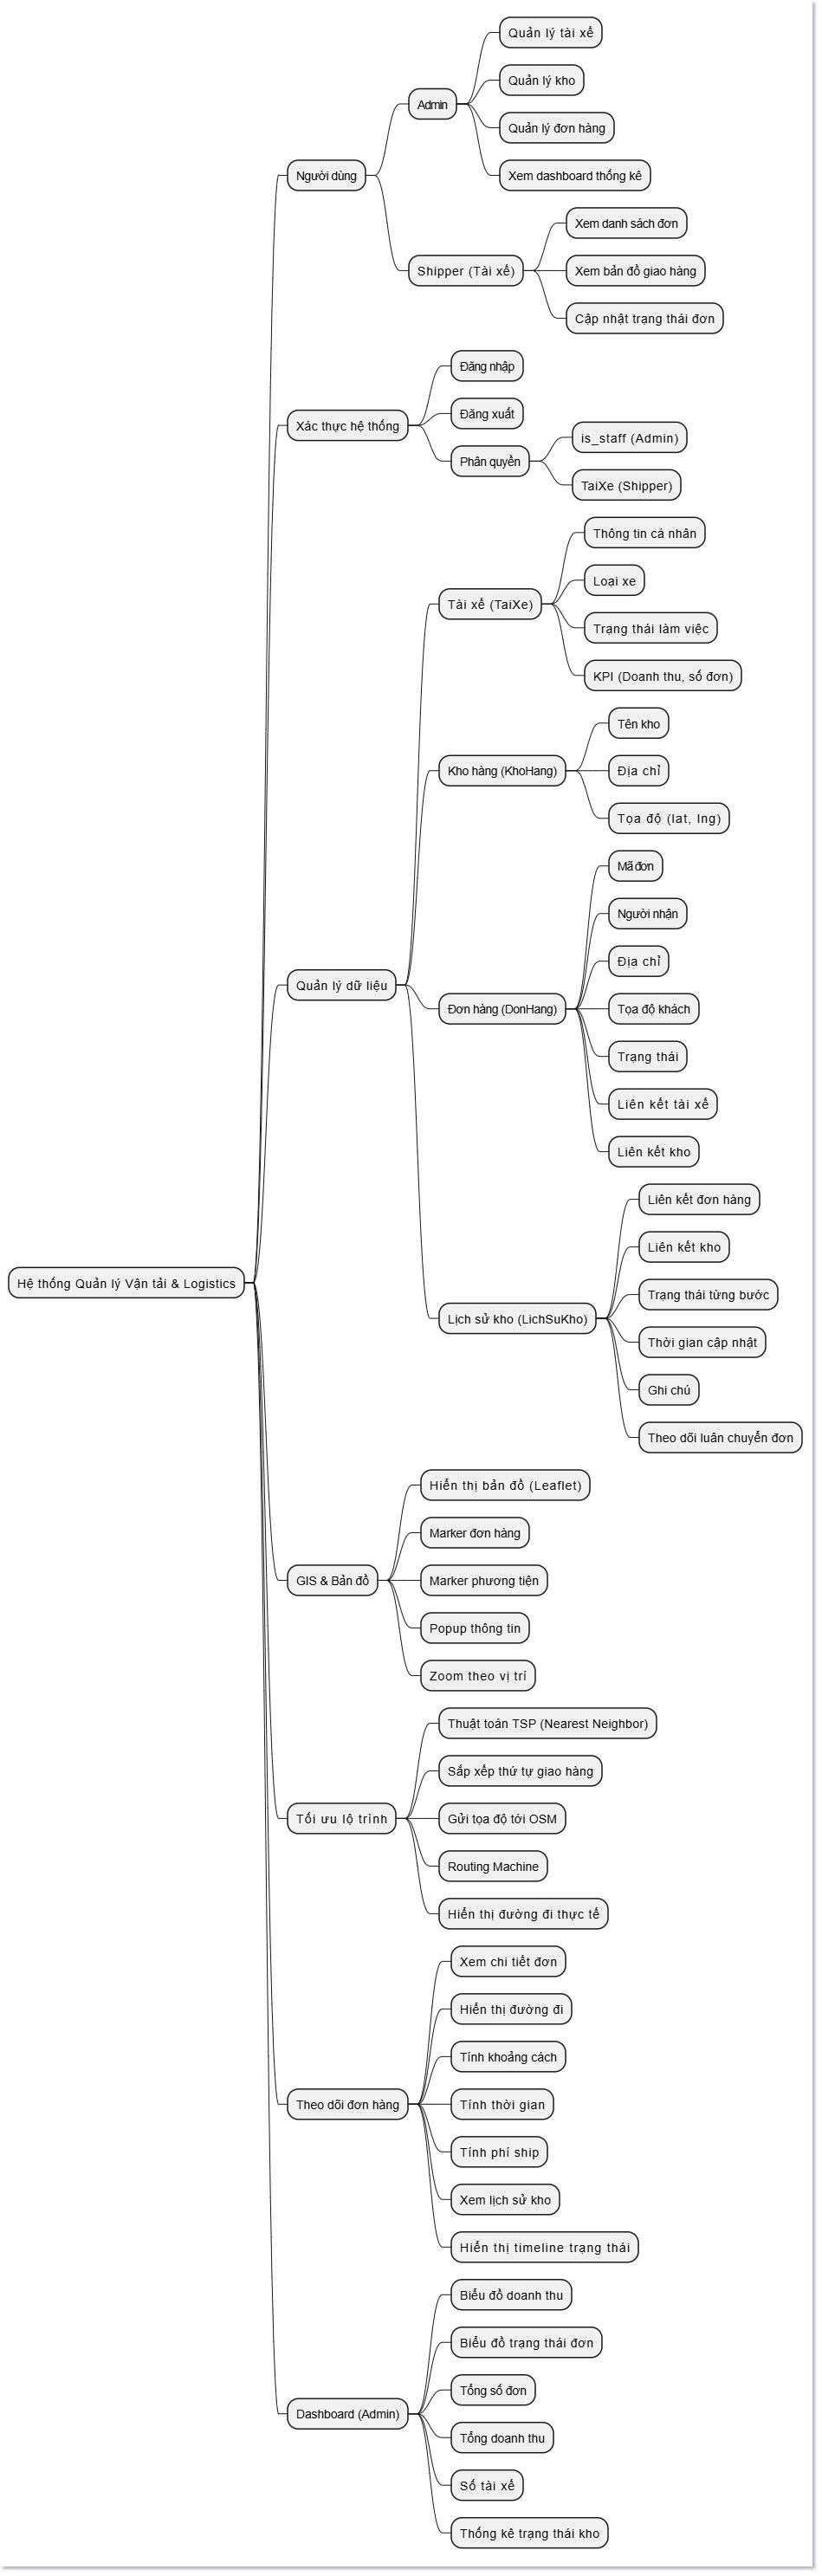 Hệ thống Quản lý Vận tải & Logistics
Người dùng
Admin
Quản lý tài xế
Quản lý kho
Quản lý đơn hàng
Xem dashboard thống kê
Shipper (Tài xế)
Xem danh sách đơn
Xem bản đồ giao hàng
Cập nhật trạng thái đơn
Xác thực hệ thống
Đăng nhập
Đăng xuất
Phân quyền
is_staff (Admin)
TaiXe (Shipper)
Quản lý dữ liệu
Tài xế (TaiXe)
Thông tin cá nhân
Loại xe
Trạng thái làm việc
KPI (Doanh thu, số đơn)
Kho hàng (KhoHang)
Tên kho
Địa chỉ
Tọa độ (lat, lng)
Đơn hàng (DonHang)
Mã đơn
Người nhận
Địa chỉ
Tọa độ khách
Trạng thái
Liên kết tài xế
Liên kết kho
Lịch sử kho (LichSuKho)
Liên kết đơn hàng
Liên kết kho
Trạng thái từng bước
Thời gian cập nhật
Ghi chú
Theo dõi luân chuyển đơn
GIS & Bản đồ
Hiển thị bản đồ (Leaflet)
Marker đơn hàng
Marker phương tiện
Popup thông tin
Zoom theo vị trí
Tối ưu lộ trình
Thuật toán TSP (Nearest Neighbor)
Sắp xếp thứ tự giao hàng
Gửi tọa độ tới OSM
Routing Machine
Hiển thị đường đi thực tế
Theo dõi đơn hàng
Xem chi tiết đơn
Hiển thị đường đi
Tính khoảng cách
Tính thời gian
Tính phí ship
Xem lịch sử kho
Hiển thị timeline trạng thái
Dashboard (Admin)
Biểu đồ doanh thu
Biểu đồ trạng thái đơn
Tổng số đơn
Tổng doanh thu
Số tài xế
Thống kê trạng thái kho